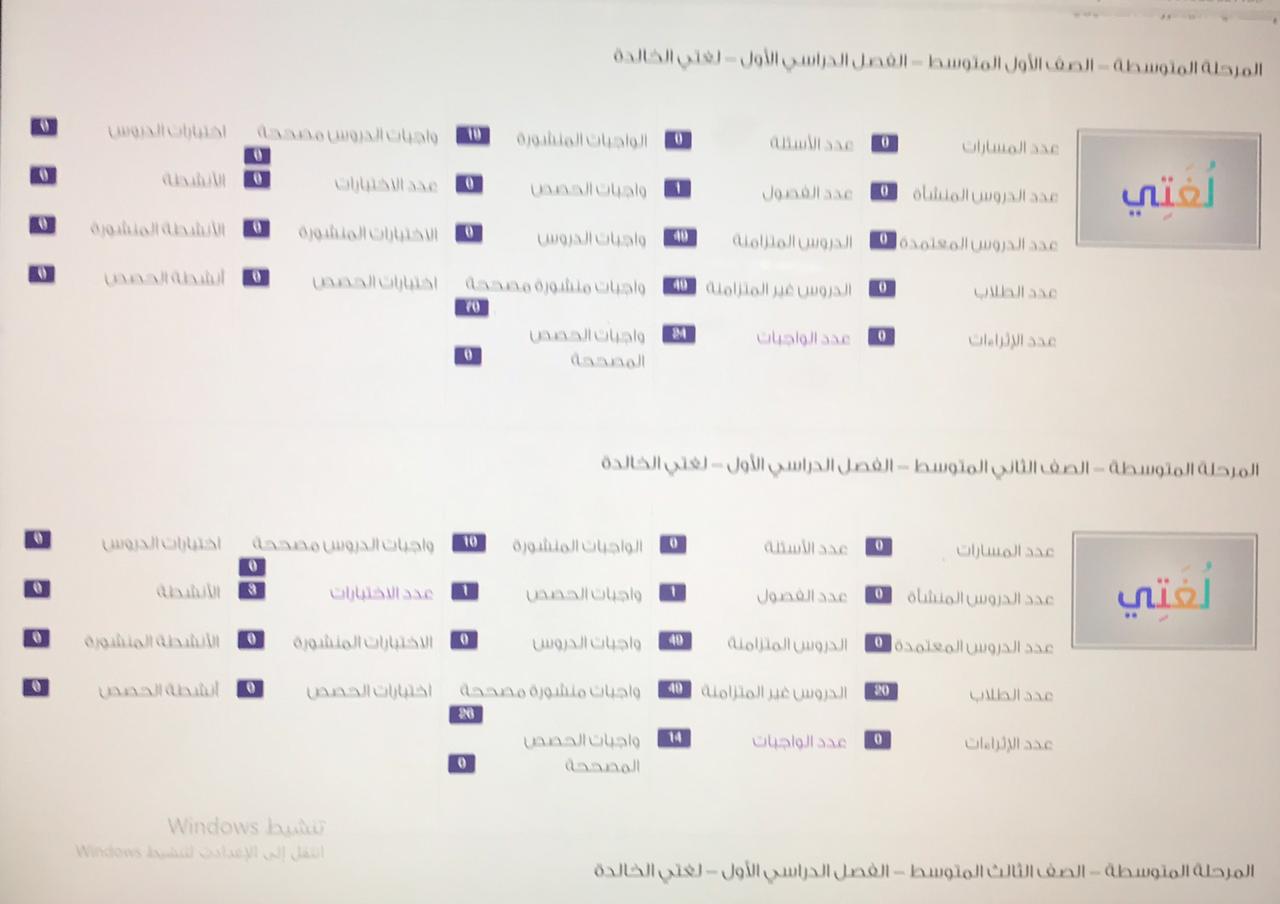 المرحلة المتوسطة – الصف الأول المتوسط – الفصل الدراسي الأول – لغتي الخالدة
لُغَتِي
عدد المسارات 0 عدد الأسئلة 0 الواجبات المنشورة 19 واجبات الدروس مصححة 0 اختبارات الدروس 0
عدد الدروس المنشأة 0 عدد الفصول 1 واجبات الحصص 0 عدد الاختبارات 0 الأنشطة 0
عدد الدروس المعتمدة 0 الدروس المتزامنة 49 واجبات الدروس 0 الاختبارات المنشورة 0 الأنشطة المنشورة 0
عدد الطلاب 0 الدروس غير المتزامنة 49 واجبات منشورة مصححة 70 اختبارات الحصص 0 أنشطة الحصص 0
عدد الإثراءات 0 عدد الواجبات 24 واجبات الحصص المصححة 0
المرحلة المتوسطة – الصف الثاني المتوسط – الفصل الدراسي الأول – لغتي الخالدة
لُغَتِي
عدد المسارات 0 عدد الأسئلة 0 الواجبات المنشورة 10 واجبات الدروس مصححة 0 اختبارات الدروس 0
عدد الدروس المنشأة 0 عدد الفصول 1 واجبات الحصص 1 عدد الاختبارات 3 الأنشطة 0
عدد الدروس المعتمدة 0 الدروس المتزامنة 49 واجبات الدروس 0 الاختبارات المنشورة 0 الأنشطة المنشورة 0
عدد الطلاب 20 الدروس غير المتزامنة 49 واجبات منشورة مصححة 26 اختبارات الحصص 0 أنشطة الحصص 0
عدد الإثراءات 0 عدد الواجبات 14 واجبات الحصص المصححة 0
تنشيط Windows
انتقل إلى الإعدادات لتنشيط Windows
المرحلة المتوسطة – الصف الثالث المتوسط – الفصل الدراسي الأول – لغتي الخالدة